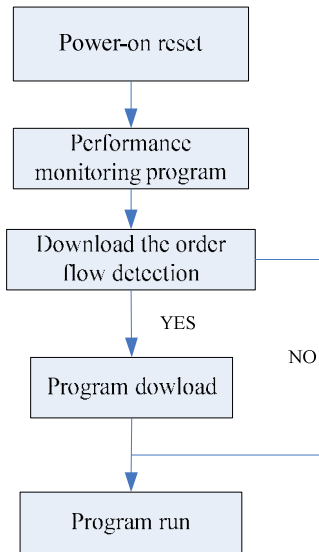 Power-on reset
Performance
monitoring program
Download the order
flow detection
YES
NO
Program dowload
Program run